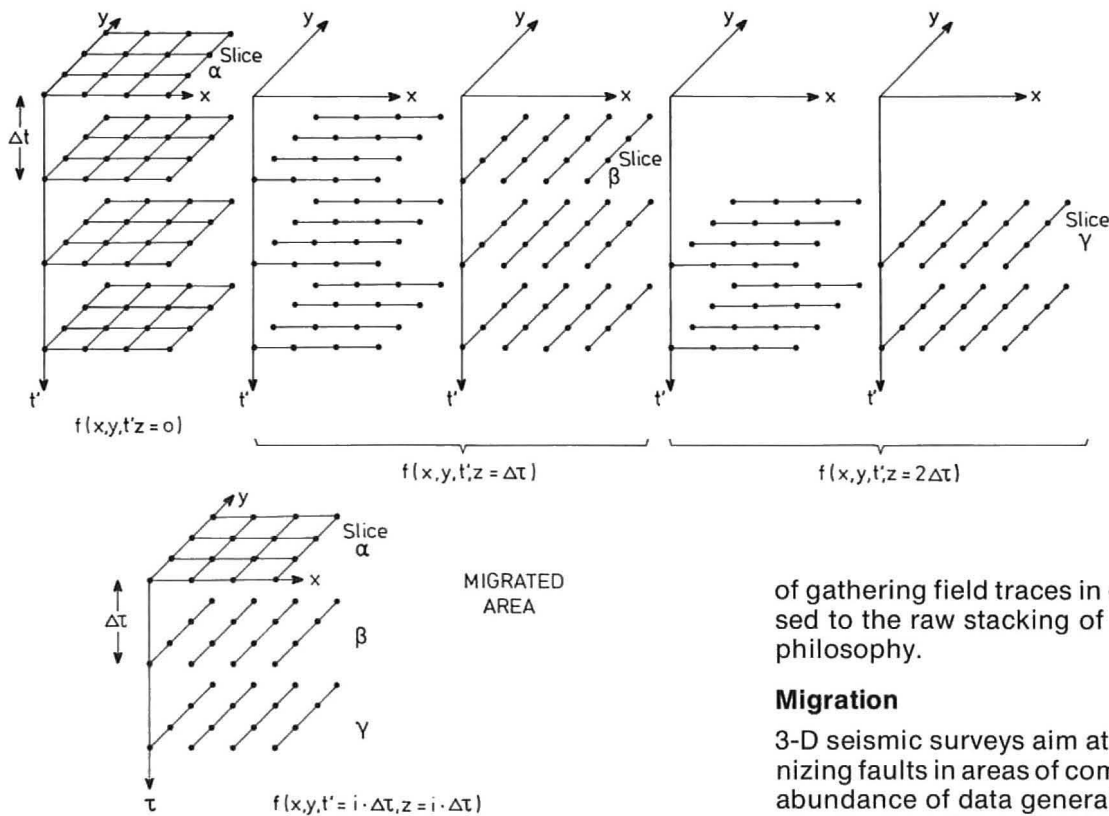 y
y
y
y
y
Slice
α
x
x
x
x
x
Δt
Slice
β
Slice
γ
t'
t'
t'
t'
t'
f(x,y,t'z=o)
f(x,y,t',z=Δτ)
f(x,y,t',z=2Δτ)
y
Slice
α
x
Δτ
MIGRATED
AREA
β
γ
τ
f(x,y,t'=i·Δτ,z=i·Δτ)
of gathering field traces in
sed to the raw stacking of
philosophy.
Migration
3-D seismic surveys aim at
nizing faults in areas of com
abundance of data genera